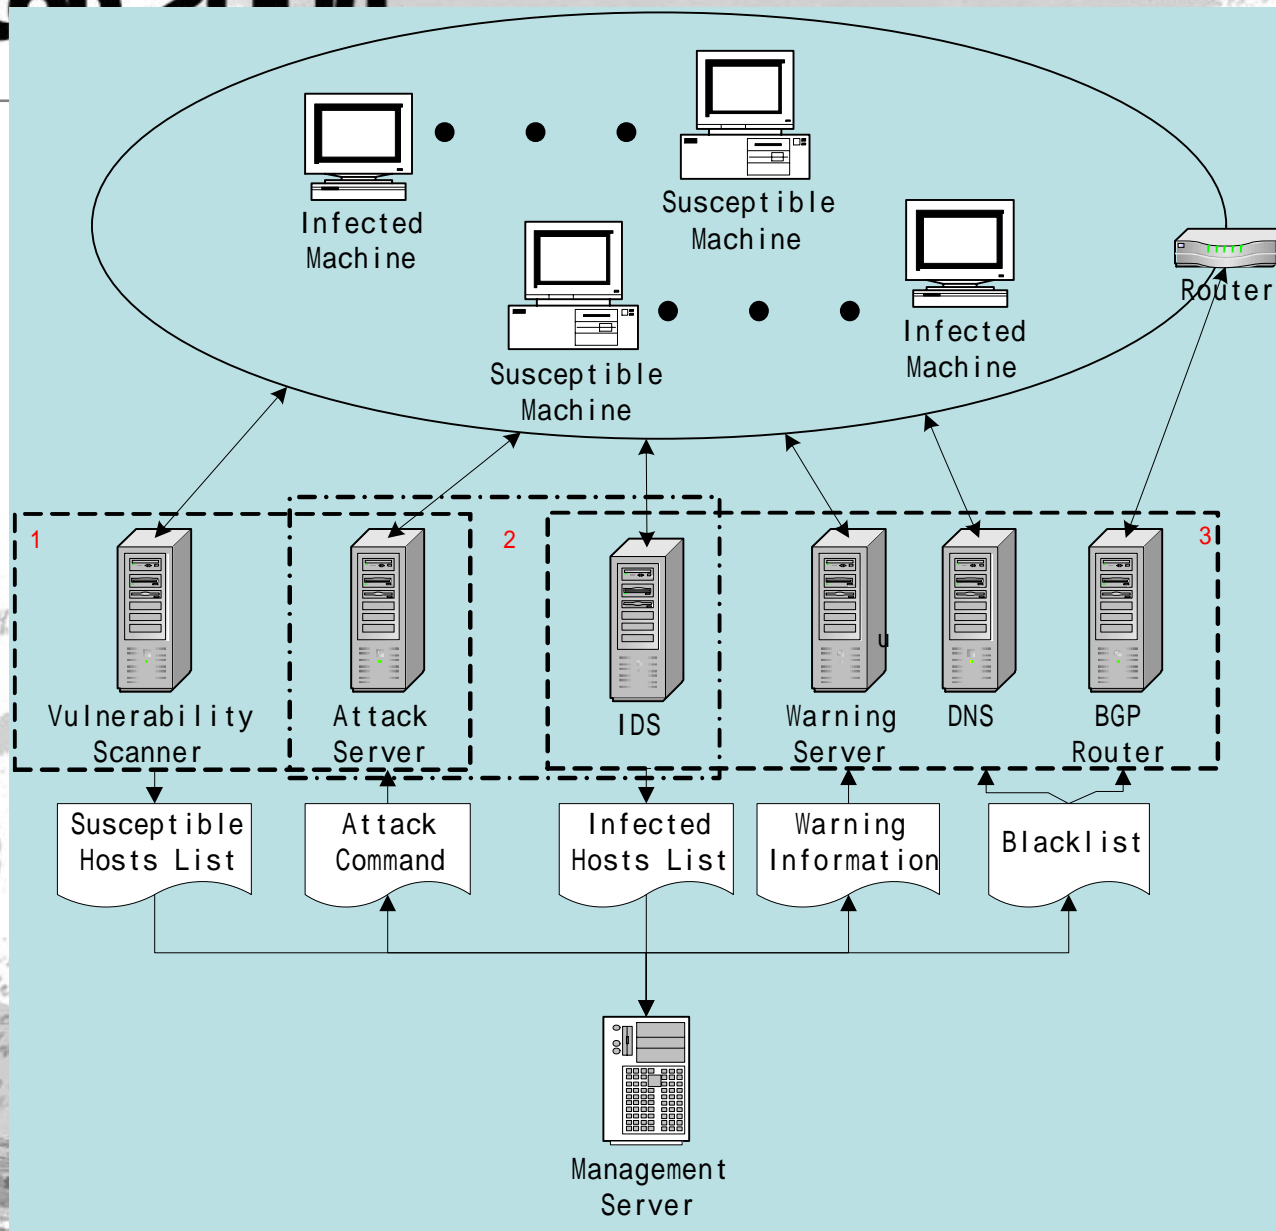 Infected
Machine
Susceptible
Machine
Susceptible
Machine
Infected
Machine
Router
1
2
3
u
Vulnerability
Scanner
Attack
Server
IDS
Warning
Server
DNS
BGP
Router
Susceptible
Hosts List
Attack
Command
Infected
Hosts List
Warning
Information
Blacklist
Management
Server